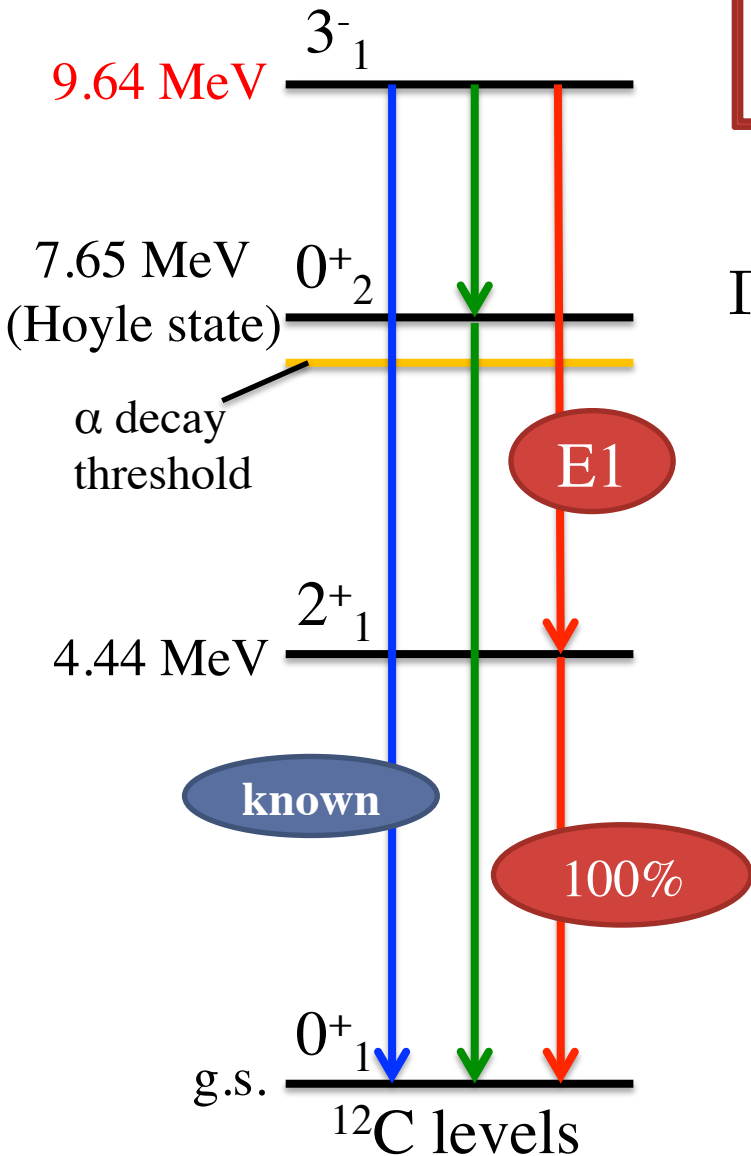 3⁻₁
9.64 MeV
7.65 MeV
(Hoyle state)
0⁺₂
α decay
threshold
E1
2⁺₁
4.44 MeV
known
100%
0⁺₁
g.s.
¹²C levels